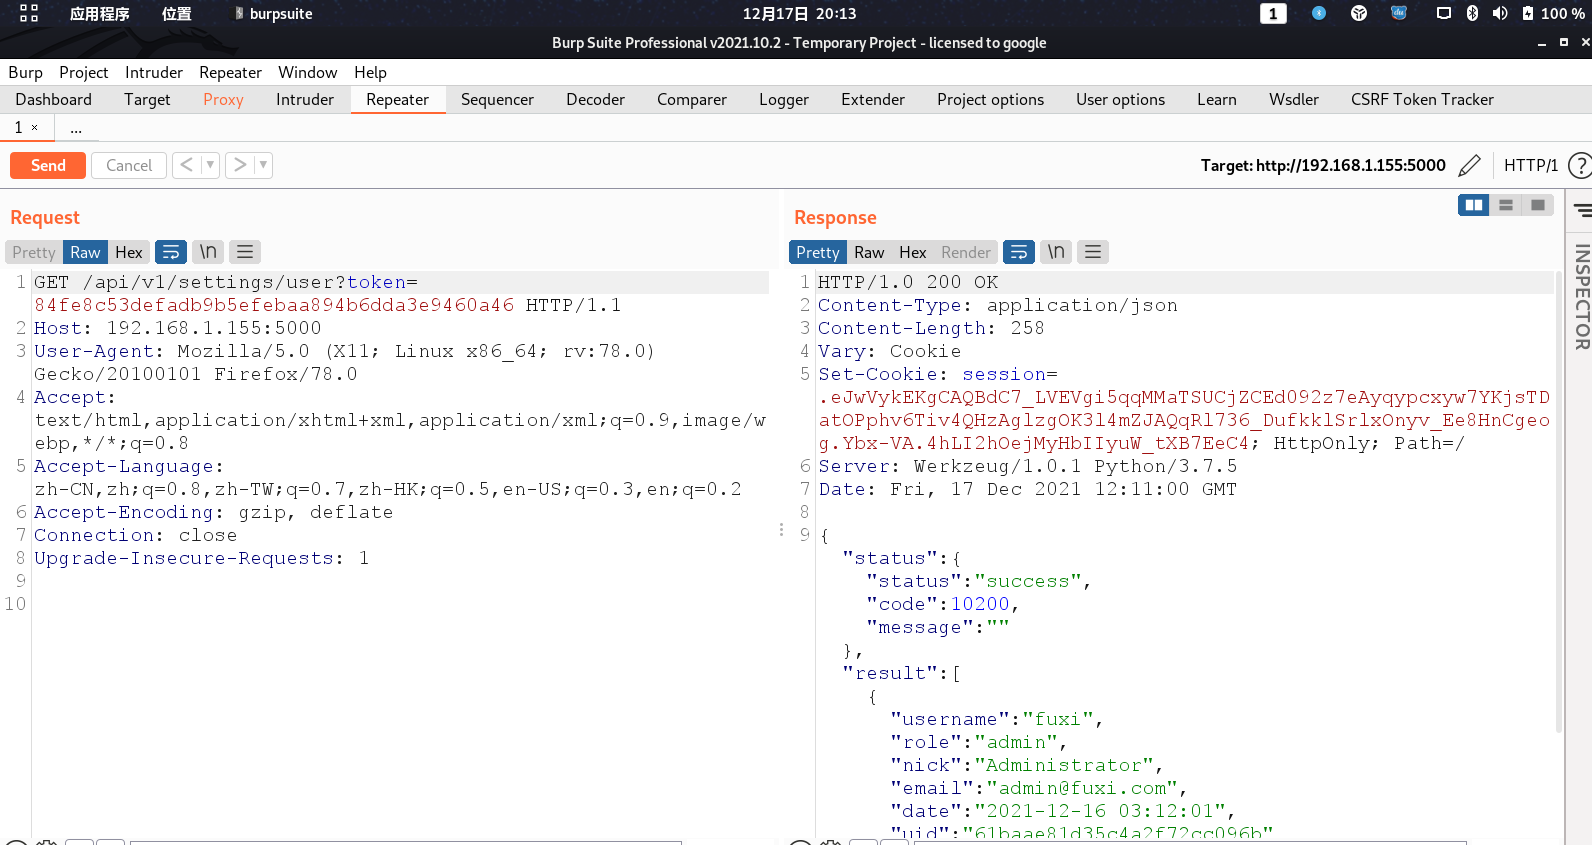 应用程序 位置 burpsuite 12月17日 20:13 1 100 %
Burp Suite Professional v2021.10.2 - Temporary Project - licensed to google
Burp Project Intruder Repeater Window Help
Dashboard Target Proxy Intruder Repeater Sequencer Decoder Comparer Logger Extender Project options User options Learn Wsdler CSRF Token Tracker
1 × ...
Send Cancel < > Target: http://192.168.1.155:5000 HTTP/1 ?
Request
Pretty Raw Hex \n
1 GET /api/v1/settings/user?token=
84fe8c53defadb9b5efebaa894b6dda3e9460a46 HTTP/1.1
2 Host: 192.168.1.155:5000
3 User-Agent: Mozilla/5.0 (X11; Linux x86_64; rv:78.0)
Gecko/20100101 Firefox/78.0
4 Accept:
text/html,application/xhtml+xml,application/xml;q=0.9,image/w
ebp,*/*;q=0.8
5 Accept-Language:
zh-CN,zh;q=0.8,zh-TW;q=0.7,zh-HK;q=0.5,en-US;q=0.3,en;q=0.2
6 Accept-Encoding: gzip, deflate
7 Connection: close
8 Upgrade-Insecure-Requests: 1
9
10
Response
Pretty Raw Hex Render \n
1 HTTP/1.0 200 OK
2 Content-Type: application/json
3 Content-Length: 258
4 Vary: Cookie
5 Set-Cookie: session=
.eJwVykEKgCAQBdC7_LVEVgi5qqMMaTSUCjZCEd092z7eAyqypcxyw7YKjsTD
atOPphv6Tiv4QHzAglzgOK3l4mZJAQqRl736_DufkklSrlxOnyv_Ee8HnCgeo
g.Ybx-VA.4hLI2hOejMyHbIIyuW_tXB7EeC4; HttpOnly; Path=/
6 Server: Werkzeug/1.0.1 Python/3.7.5
7 Date: Fri, 17 Dec 2021 12:11:00 GMT
8
9 {
"status":{
"status":"success",
"code":10200,
"message":""
},
"result":[
{
"username":"fuxi",
"role":"admin",
"nick":"Administrator",
"email":"admin@fuxi.com",
"date":"2021-12-16 03:12:01",
"uid":"61baae81d35c4a2f72cc096b"
INSPECTOR